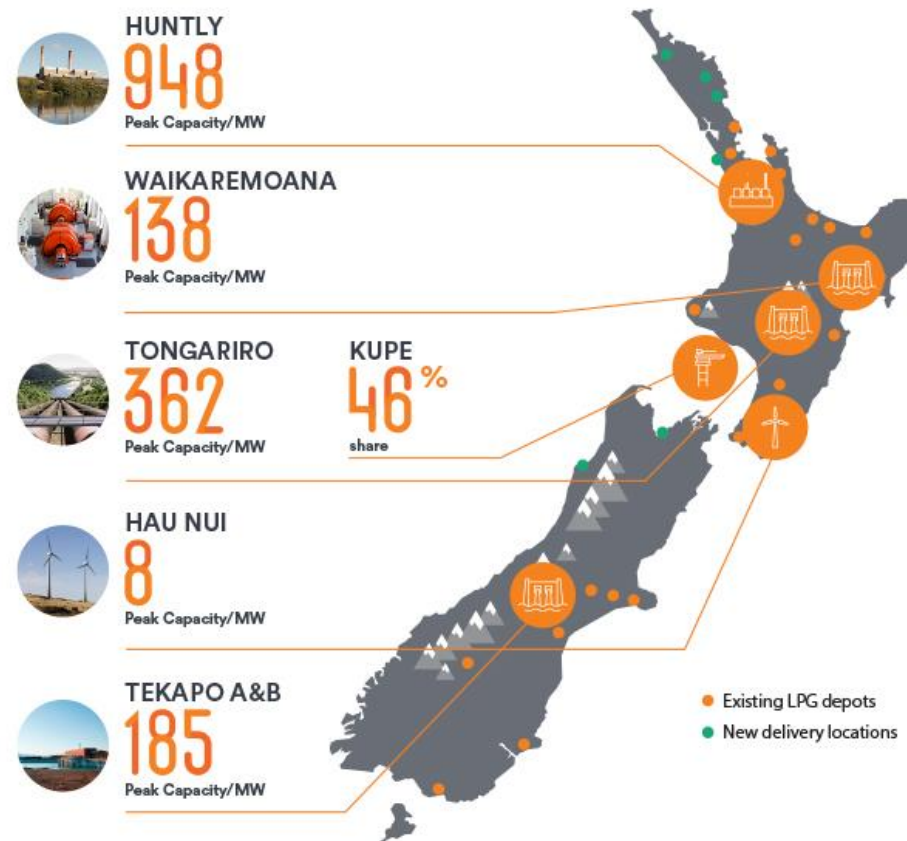 HUNTLY
948
Peak Capacity/MW
WAIKAREMOANA
138
Peak Capacity/MW
TONGARIRO
362
Peak Capacity/MW
KUPE
46%
share
HAU NUI
8
Peak Capacity/MW
TEKAPO A&B
185
Peak Capacity/MW
Existing LPG depots
New delivery locations